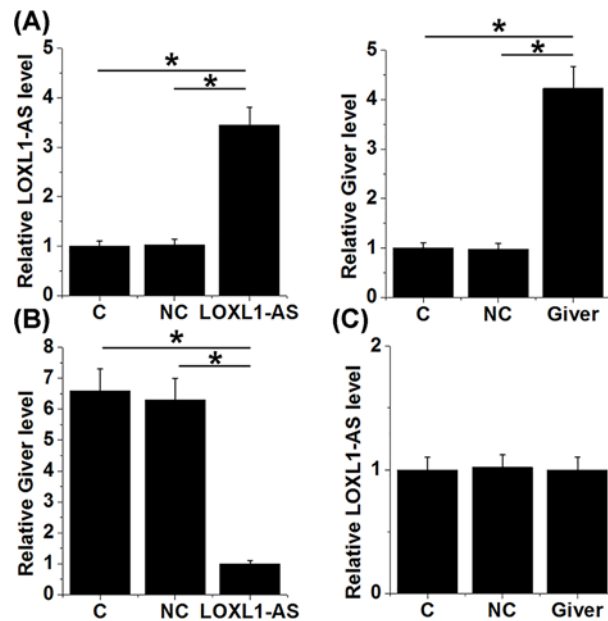 (A)
Relative LOXL1-AS level
5
4
3
2
1
0
* *
C NC LOXL1-AS
Relative Giver level
5
4
3
2
1
0
* *
C NC Giver
(B)
Relative Giver level
8
7
6
5
4
3
2
1
0
* *
C NC LOXL1-AS
(C)
Relative LOXL1-AS level
2
1
0
C NC Giver